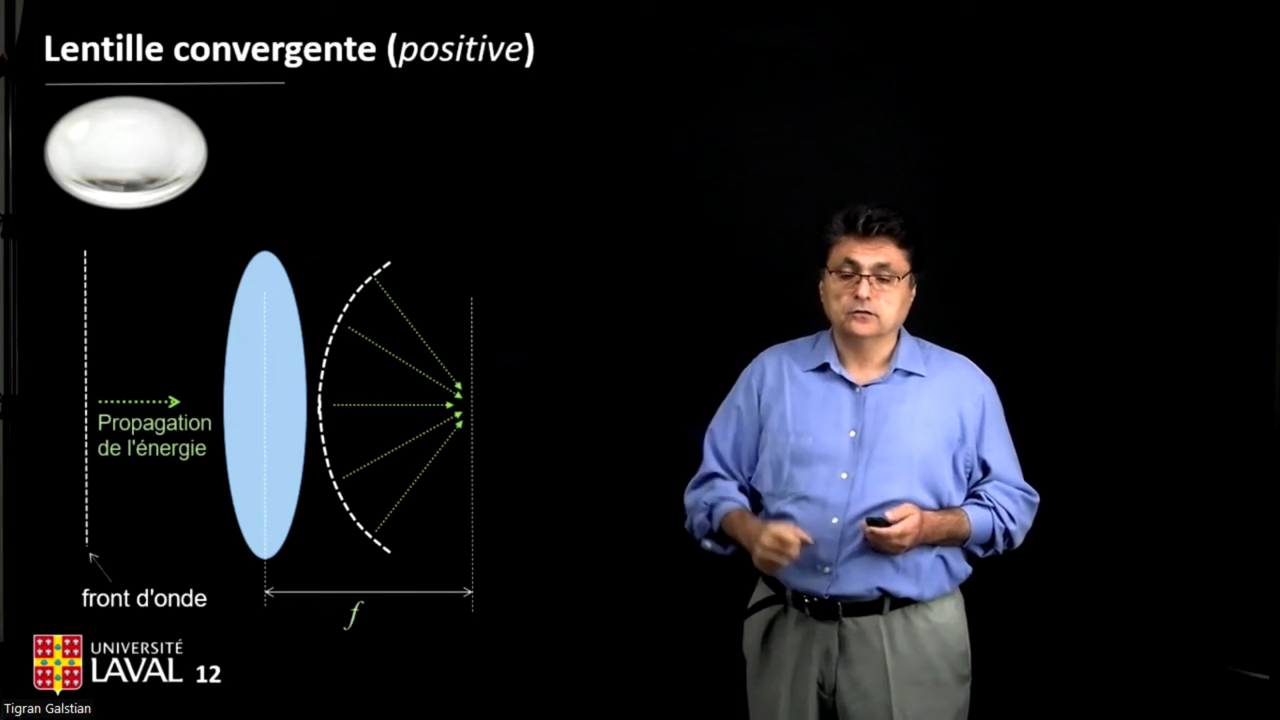 Lentille convergente (positive)
Propagation
de l'énergie
front d'onde
f
UNIVERSITÉ
LAVAL 12
Tigran Galstian